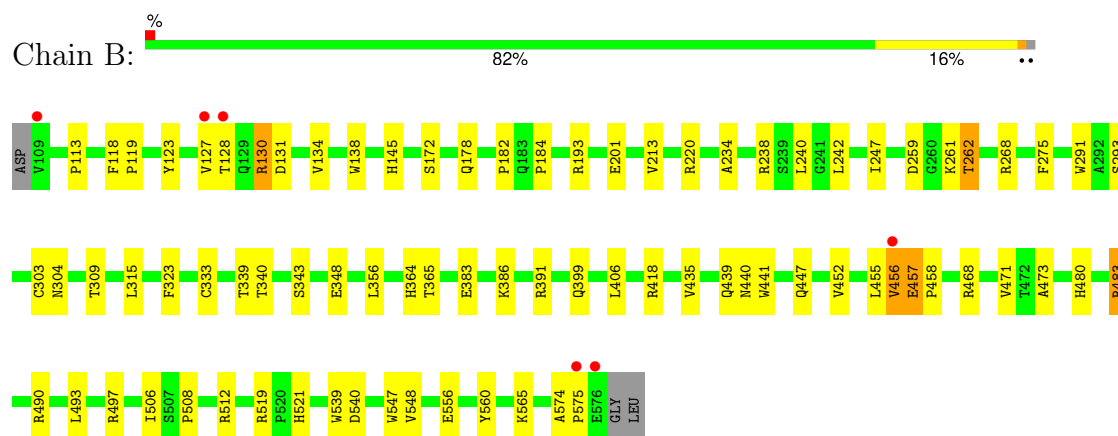 %
Chain B:
82% 16% ••
ASP V109 P113 F118 P119 Y123 V127 T128 Q129 R130 D131 V134 W138 H145 S172 Q178 P182 Q183 P184 R193 E201 V213 R220 A234 R238 S239 L240 G241 L242 I247 D259 G260 K261 T262 R268 F275 W291 A292 S293
C303 N304 T309 L315 F323 C333 T339 T340 S343 E348 L356 H364 T365 E383 K386 R391 Q399 L406 R418 V435 Q439 N440 W441 Q447 V452 L455 V456 E457 P458 R468 V471 T472 A473 H480
R490 L493 R497 I506 S507 P508 R512 R519 P520 H521 W539 D540 W547 V548 E556 Y560 K565 A574 P575 E576 GLY LEU